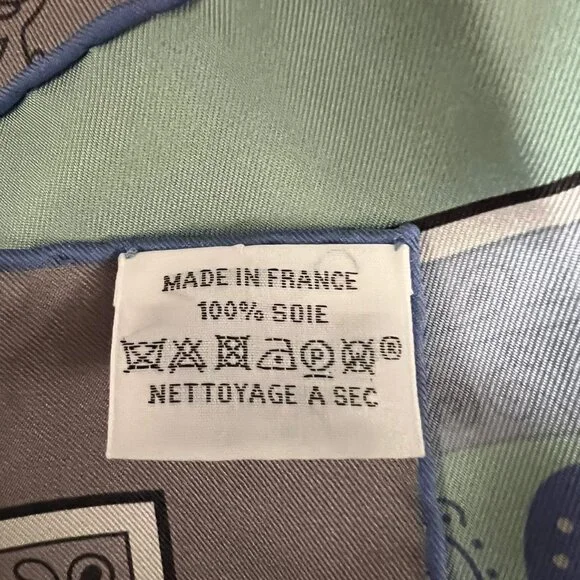 MADE IN FRANCE
100% SOIE
P W ®
NETTOYAGE A SEC